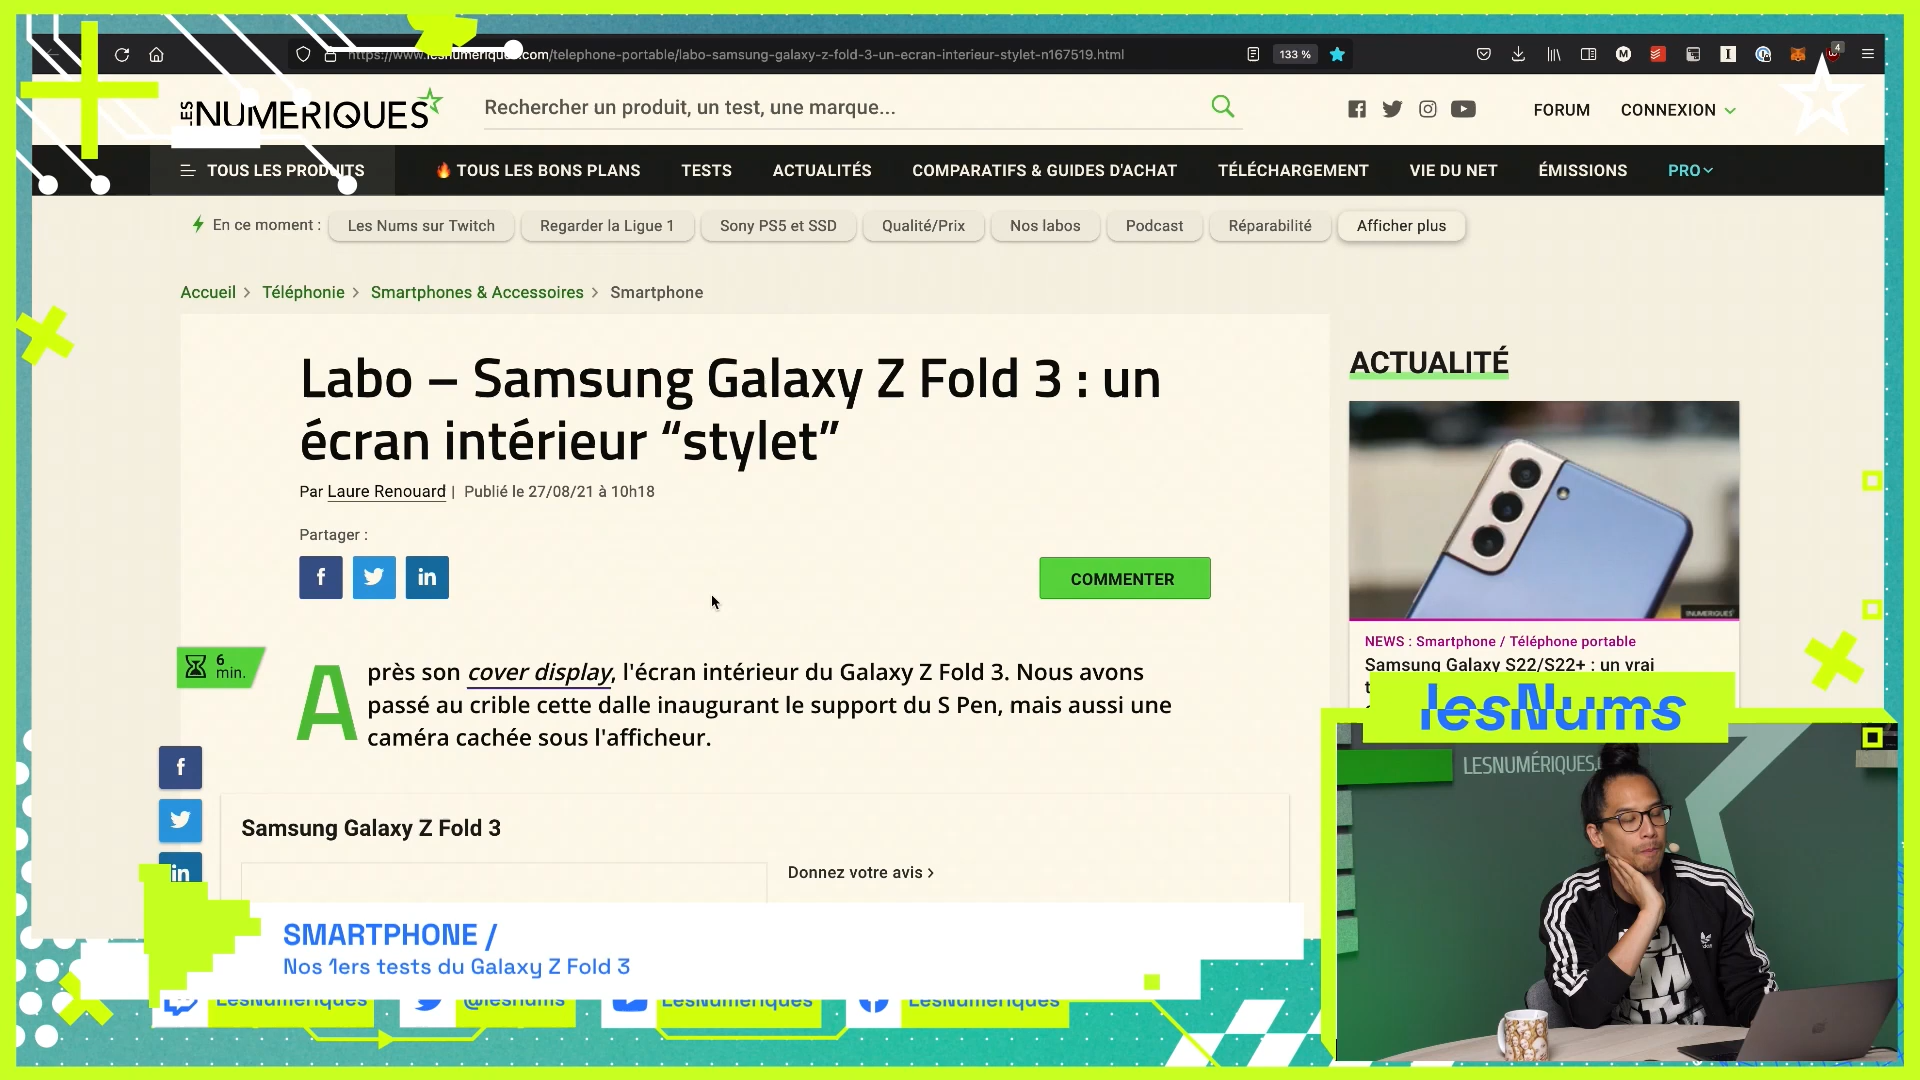 https://www.lesnumeriques.com/telephone-portable/labo-samsung-galaxy-z-fold-3-un-ecran-interieur-stylet-n167519.html
133 %
4
LES NUMERIQUES
Rechercher un produit, un test, une marque...
FORUM
CONNEXION
TOUS LES PRODUITS
TOUS LES BONS PLANS
TESTS
ACTUALITÉS
COMPARATIFS & GUIDES D'ACHAT
TÉLÉCHARGEMENT
VIE DU NET
ÉMISSIONS
PRO
En ce moment :
Les Nums sur Twitch
Regarder la Ligue 1
Sony PS5 et SSD
Qualité/Prix
Nos labos
Podcast
Réparabilité
Afficher plus
Accueil > Téléphonie > Smartphones & Accessoires > Smartphone
Labo – Samsung Galaxy Z Fold 3 : un
écran intérieur “stylet”
Par Laure Renouard | Publié le 27/08/21 à 10h18
Partager :
COMMENTER
6
min.
Après son cover display, l'écran intérieur du Galaxy Z Fold 3. Nous avons
passé au crible cette dalle inaugurant le support du S Pen, mais aussi une
caméra cachée sous l'afficheur.
Samsung Galaxy Z Fold 3
Donnez votre avis >
ACTUALITÉ
NEWS : Smartphone / Téléphone portable
Samsung Galaxy S22/S22+ : un vrai
lesNums
LESNUMÉRIQUES.
SMARTPHONE /
Nos 1ers tests du Galaxy Z Fold 3
LesNumeriques
@lesnums
LesNumeriques
LesNumeriques